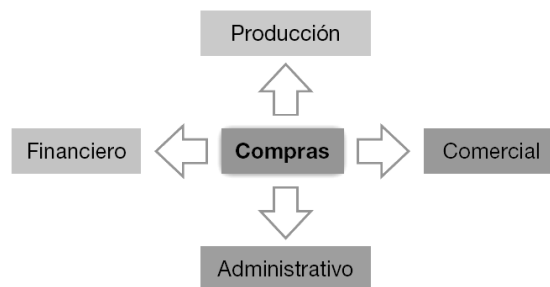 Producción
Financiero
Compras
Comercial
Administrativo